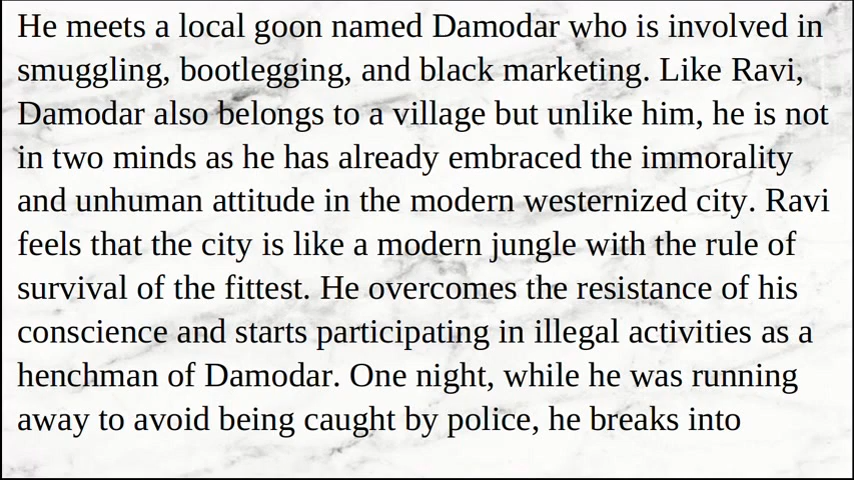 He meets a local goon named Damodar who is involved in
smuggling, bootlegging, and black marketing. Like Ravi,
Damodar also belongs to a village but unlike him, he is not
in two minds as he has already embraced the immorality
and unhuman attitude in the modern westernized city. Ravi
feels that the city is like a modern jungle with the rule of
survival of the fittest. He overcomes the resistance of his
conscience and starts participating in illegal activities as a
henchman of Damodar. One night, while he was running
away to avoid being caught by police, he breaks into